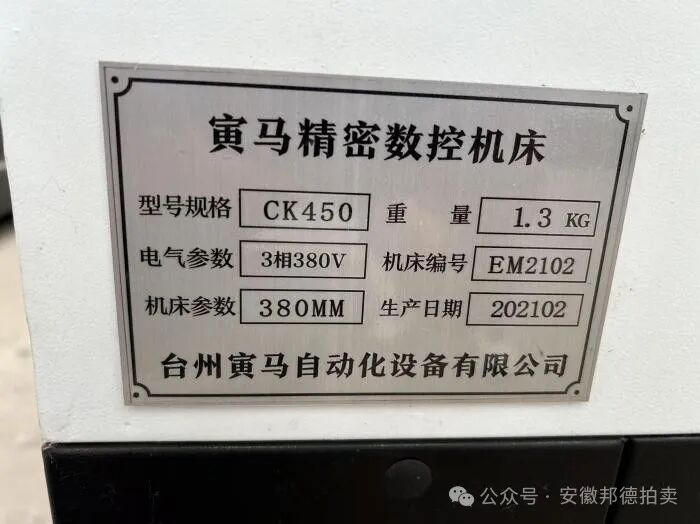 寅马精密数控机床
型号规格 CK450 重量 1.3 KG
电气参数 3相380V 机床编号 EM2102
机床参数 380MM 生产日期 202102
台州寅马自动化设备有限公司
公众号·安徽邦德拍卖